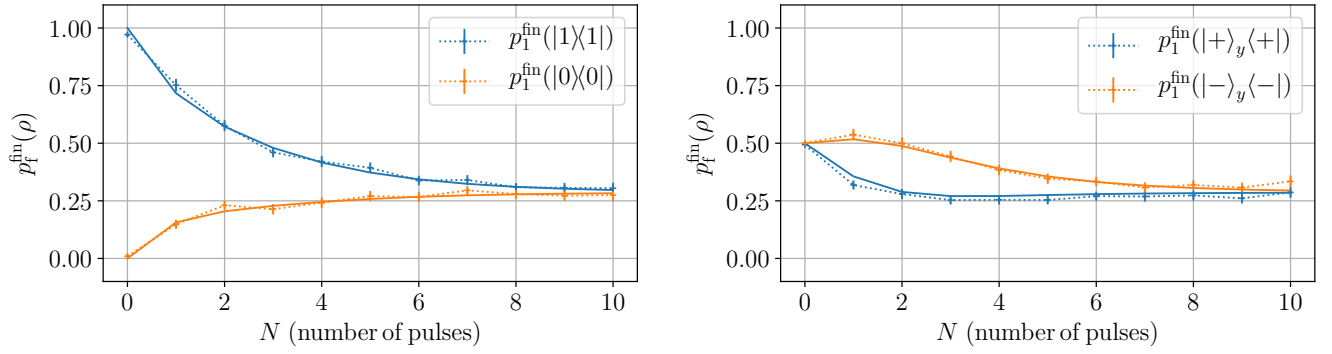 1.00
0.75
0.50
0.25
0.00
p_f^fin(ρ)
0 2 4 6 8 10
N (number of pulses)
p_1^fin(|1⟩⟨1|)
p_1^fin(|0⟩⟨0|)
1.00
0.75
0.50
0.25
0.00
p_f^fin(ρ)
0 2 4 6 8 10
N (number of pulses)
p_1^fin(|+⟩_y⟨+|)
p_1^fin(|−⟩_y⟨−|)